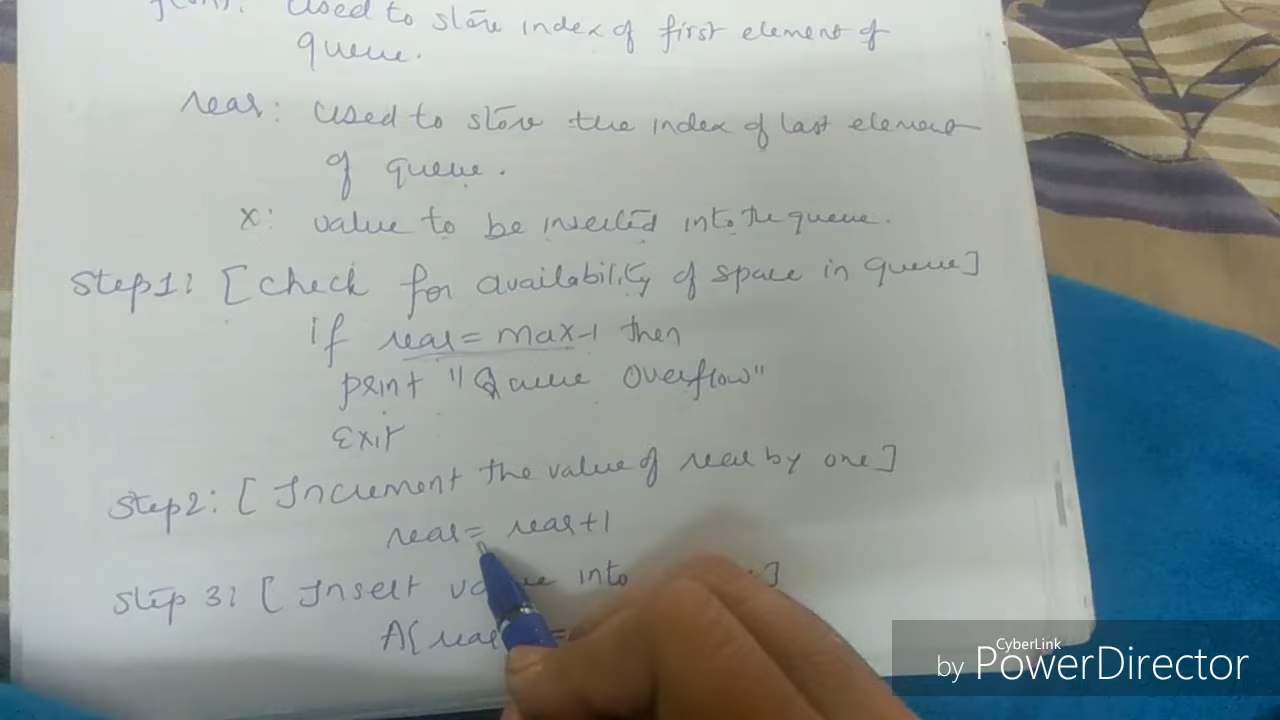 Used to store index of first element of
queue.
rear: Used to store the index of last element
of queue.
x: value to be inserted into the queue.
Step1: [Check for availability of space in queue]
If rear = max-1 then
print "Queue Overflow"
Exit
Step2: [Increment the value of rear by one]
rear = rear+1
Step 3: [Insert value into ]
A[rear =
CyberLink
by PowerDirector